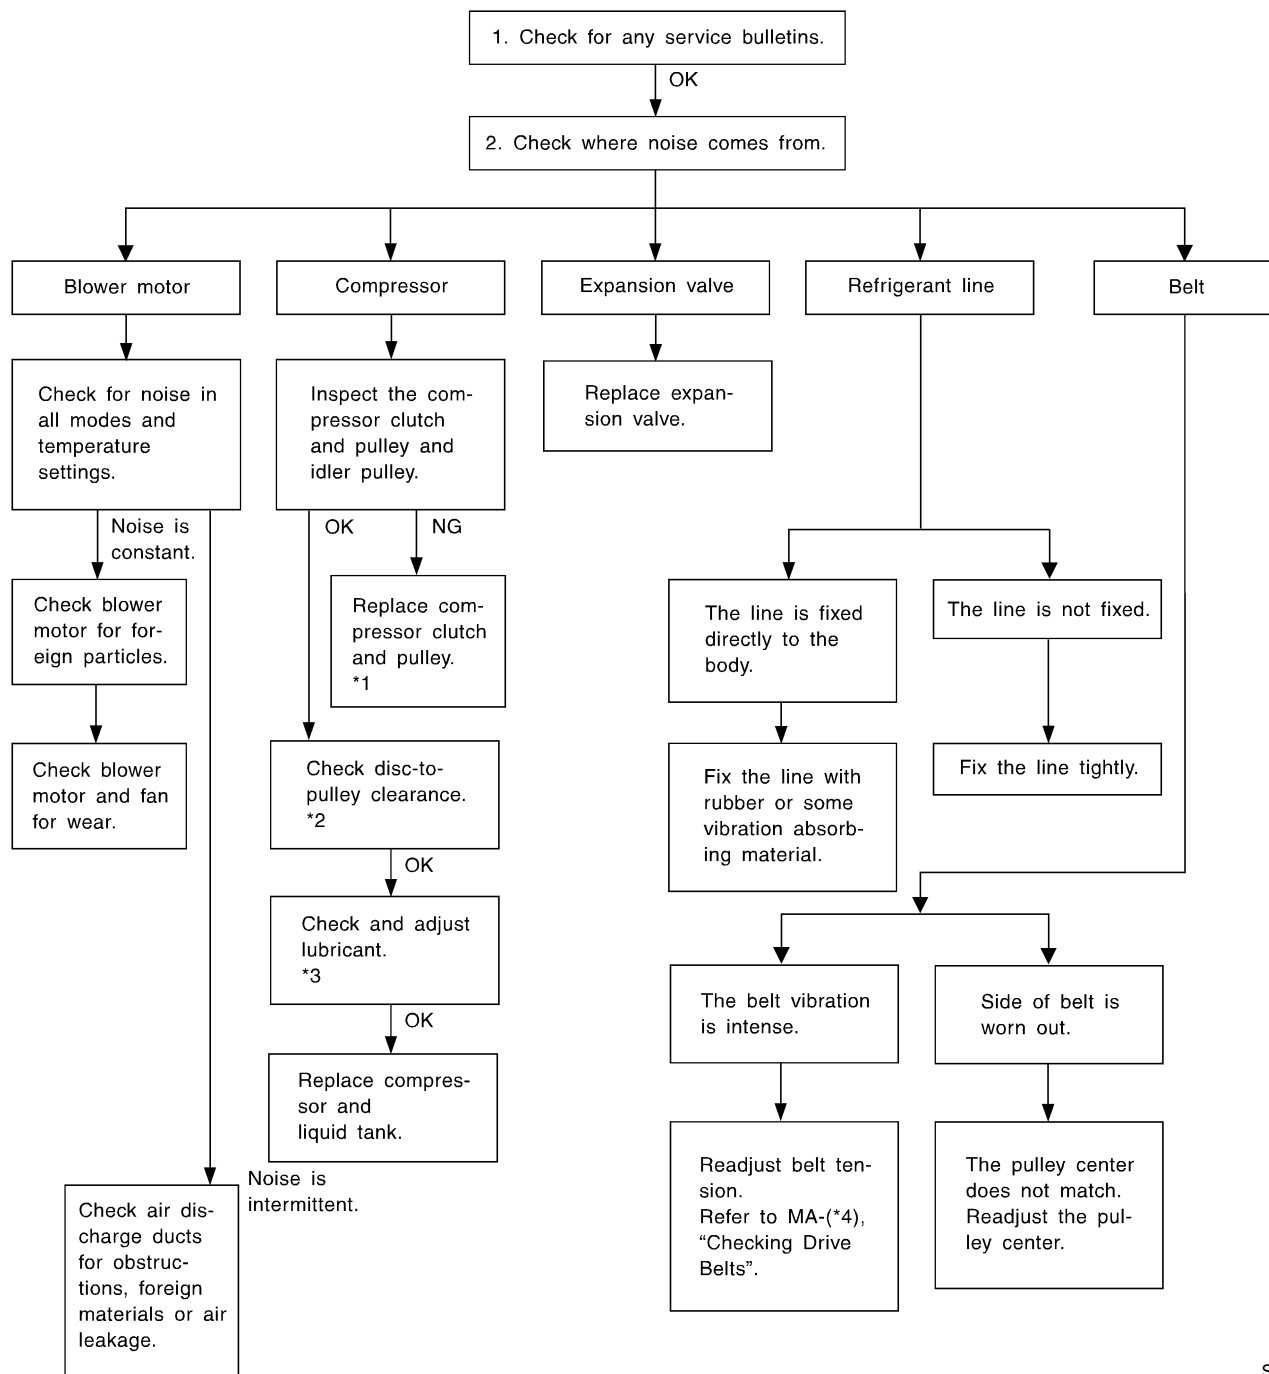 1. Check for any service bulletins.
OK
2. Check where noise comes from.
Blower motor
Compressor
Expansion valve
Refrigerant line
Belt
Check for noise in
all modes and
temperature
settings.
Inspect the com-
pressor clutch
and pulley and
idler pulley.
Replace expan-
sion valve.
Noise is
constant.
OK
NG
Check blower
motor for for-
eign particles.
Replace com-
pressor clutch
and pulley.
*1
The line is fixed
directly to the
body.
The line is not fixed.
Check blower
motor and fan
for wear.
Check disc-to-
pulley clearance.
*2
Fix the line with
rubber or some
vibration absorb-
ing material.
Fix the line tightly.
OK
Check and adjust
lubricant.
*3
OK
The belt vibration
is intense.
Side of belt is
worn out.
Replace compres-
sor and
liquid tank.
Noise is
intermittent.
Check air dis-
charge ducts
for obstruc-
tions, foreign
materials or air
leakage.
Readjust belt ten-
sion.
Refer to MA-(*4),
“Checking Drive
Belts”.
The pulley center
does not match.
Readjust the pul-
ley center.